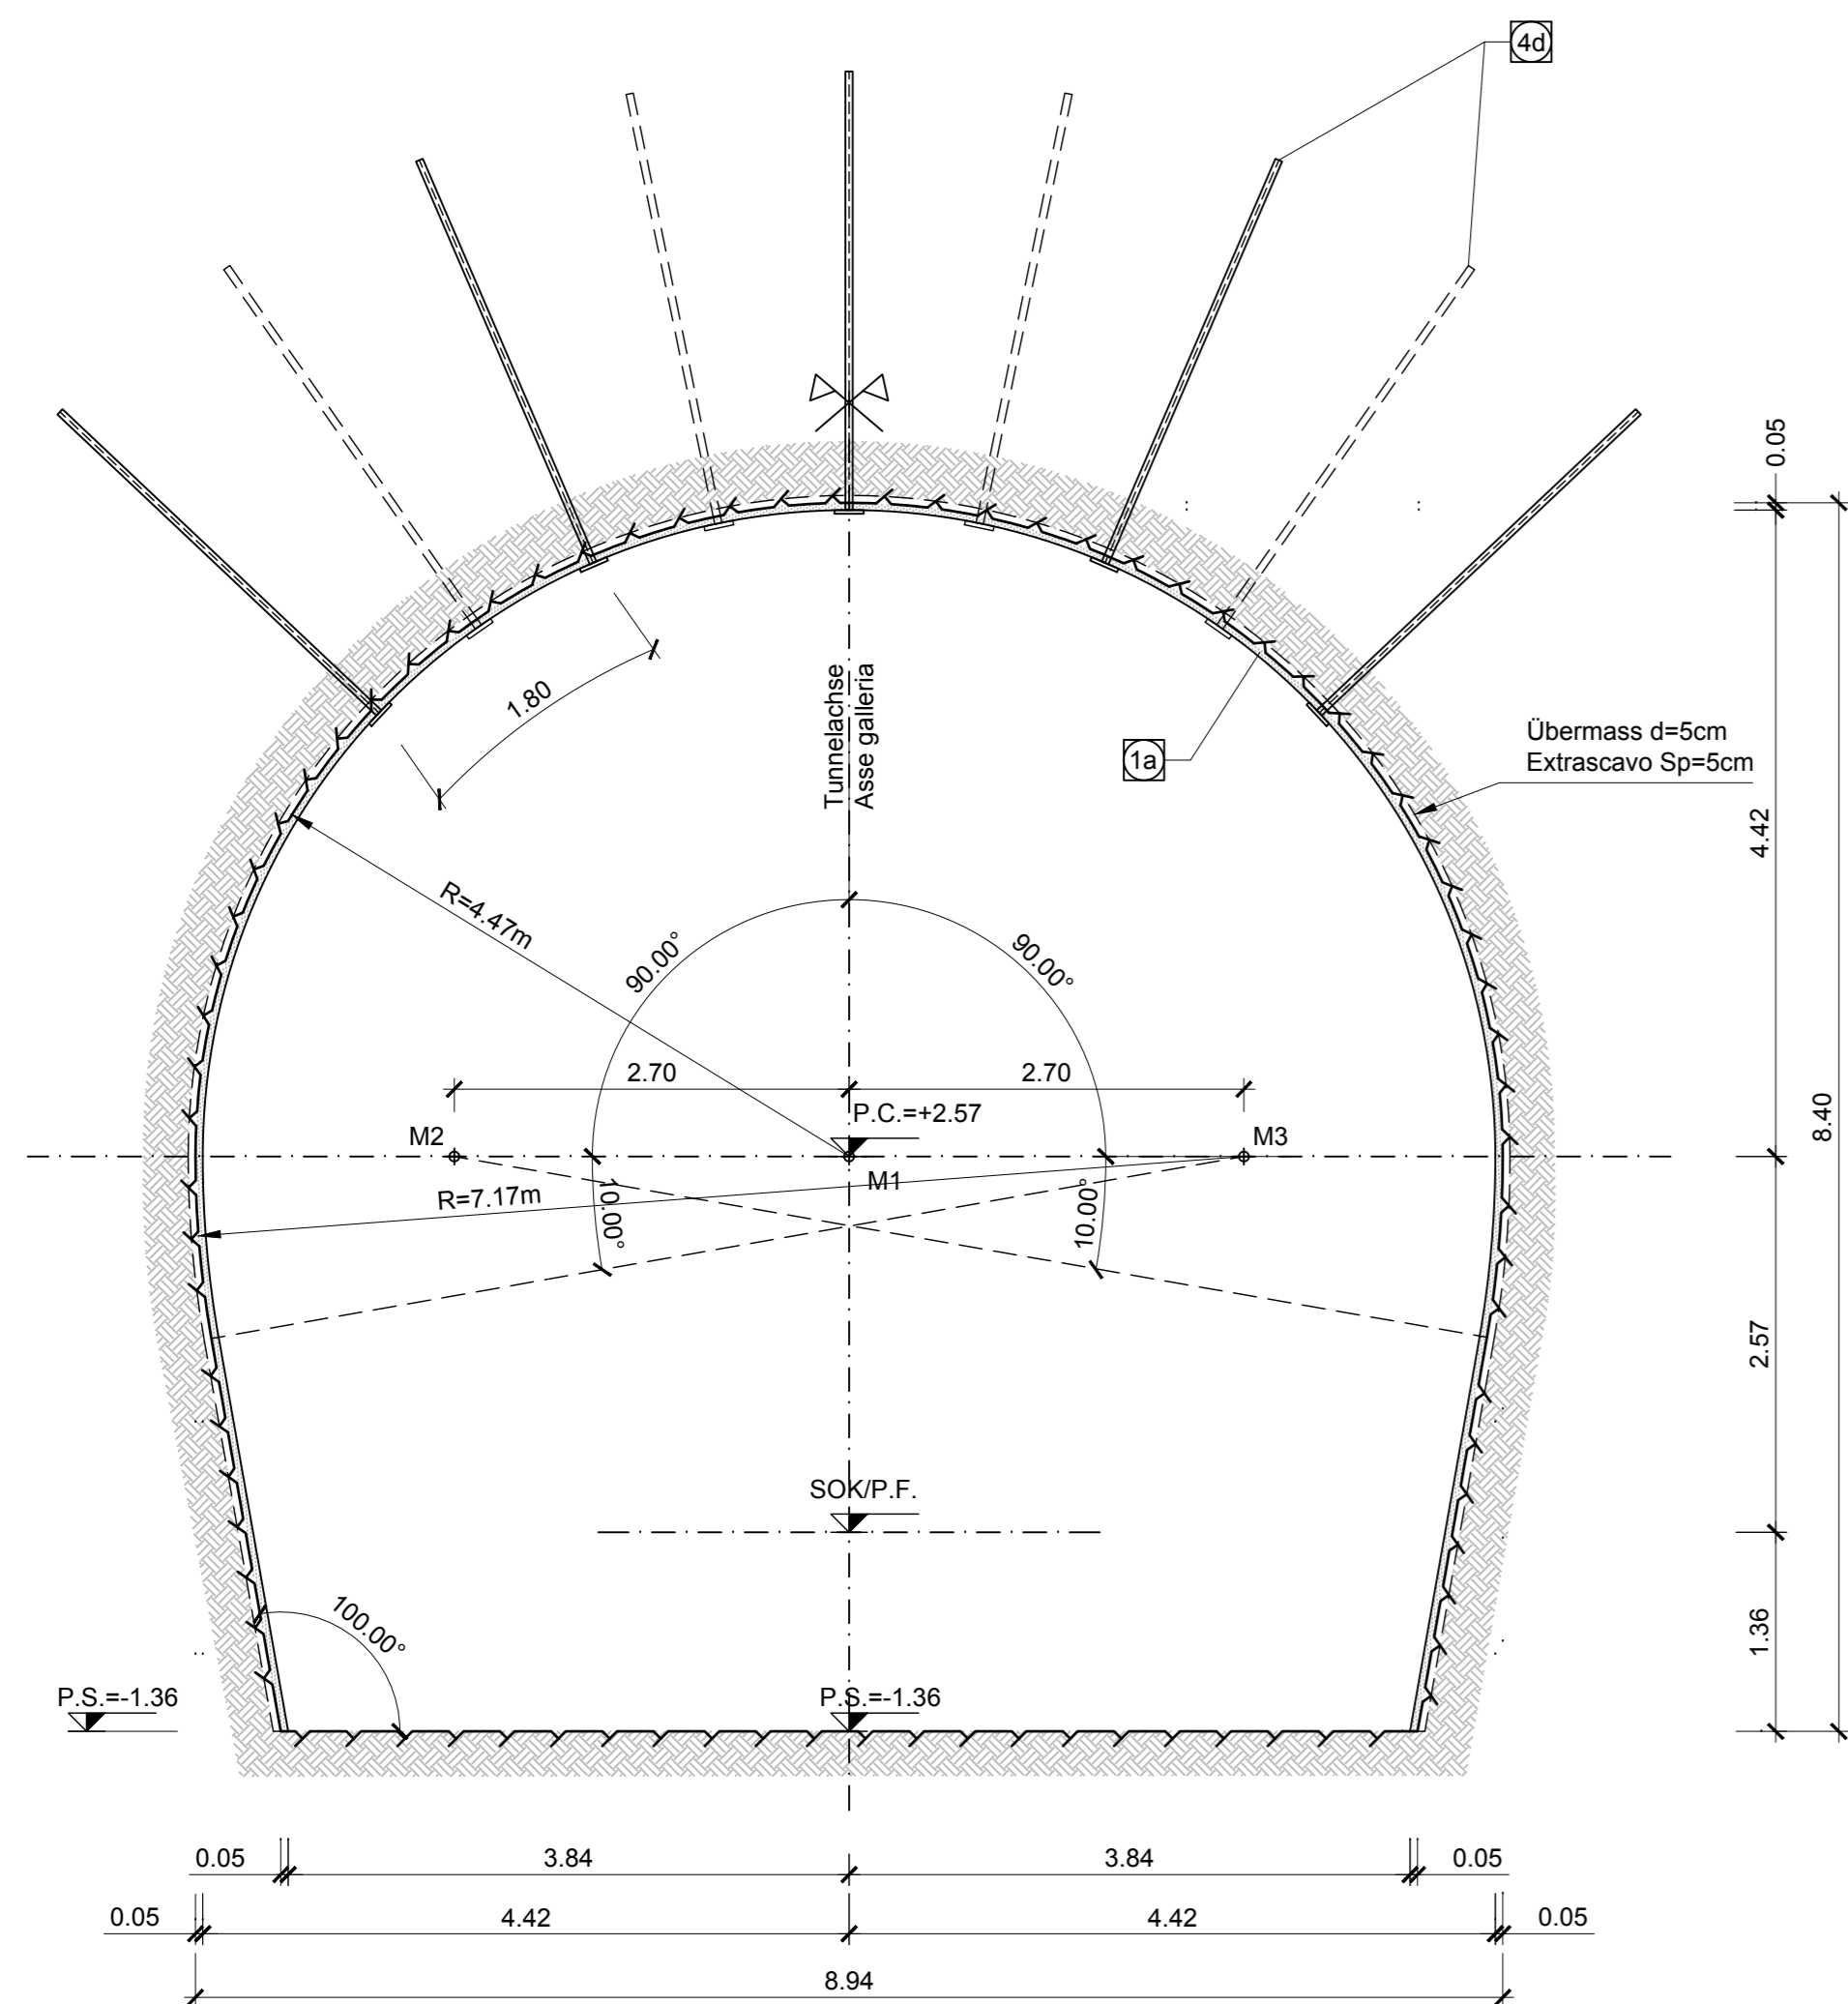 4d
0.05
1.80
Tunnelachse
Asse galleria
1a
Übermass d=5cm
Extrascavo Sp=5cm
4.42
R=4.47m
90.00°
90.00°
2.70
2.70
8.40
P.C.=+2.57
M2
M3
M1
R=7.17m
10.00°
10.00°
2.57
SOK/P.F.
100.00°
1.36
P.S.=-1.36
P.S.=-1.36
0.05
3.84
3.84
0.05
0.05
4.42
4.42
0.05
8.94